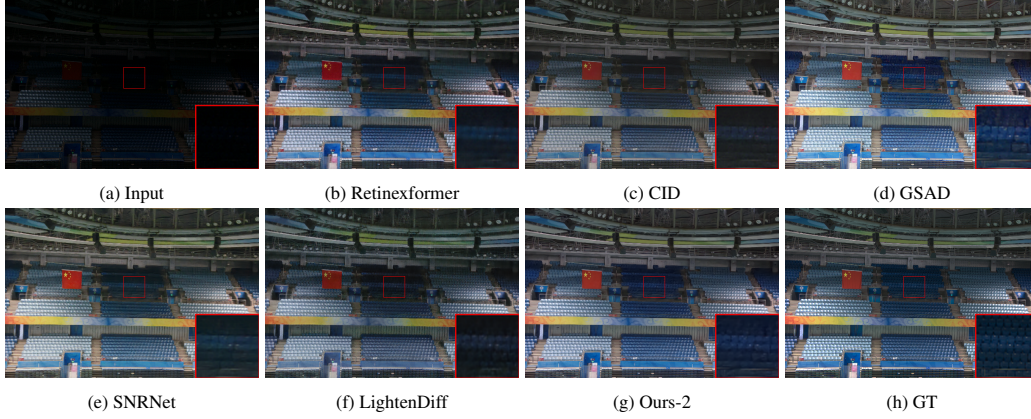 (a) Input
(b) Retinexformer
(c) CID
(d) GSAD
(e) SNRNet
(f) LightenDiff
(g) Ours-2
(h) GT